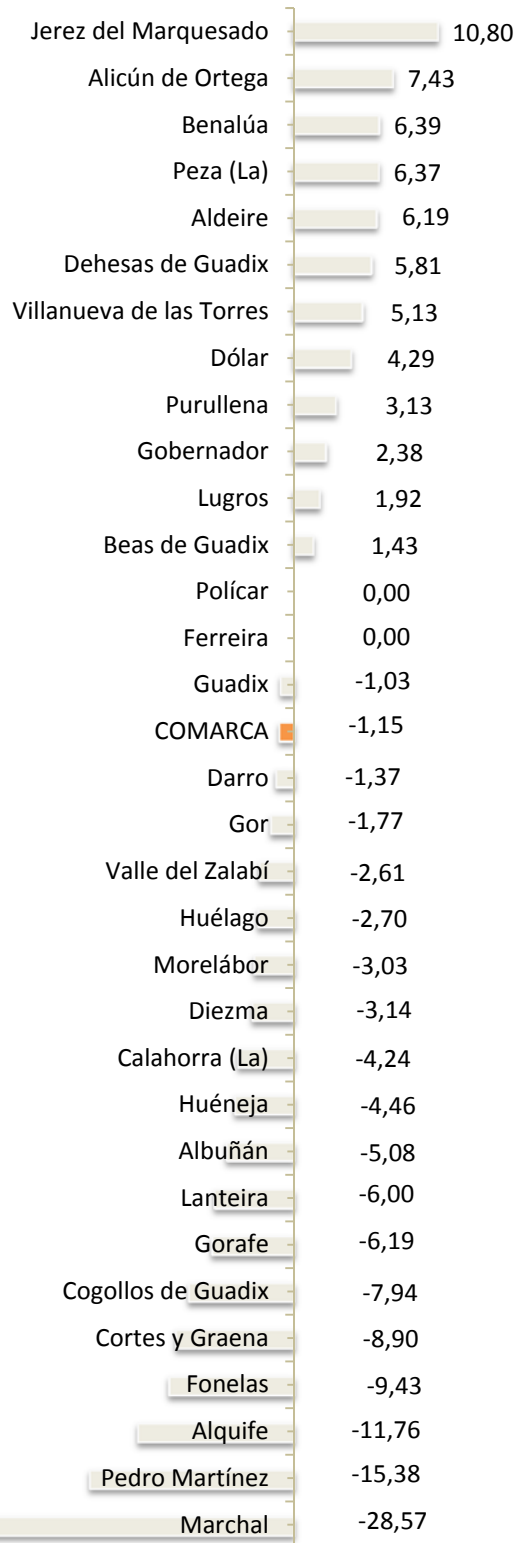 Jerez del Marquesado 10,80
Alicún de Ortega 7,43
Benalúa 6,39
Peza (La) 6,37
Aldeire 6,19
Dehesas de Guadix 5,81
Villanueva de las Torres 5,13
Dólar 4,29
Purullena 3,13
Gobernador 2,38
Lugros 1,92
Beas de Guadix 1,43
Polícar 0,00
Ferreira 0,00
Guadix -1,03
COMARCA -1,15
Darro -1,37
Gor -1,77
Valle del Zalabí -2,61
Huélago -2,70
Morelábor -3,03
Diezma -3,14
Calahorra (La) -4,24
Huéneja -4,46
Albuñán -5,08
Lanteira -6,00
Gorafe -6,19
Cogollos de Guadix -7,94
Cortes y Graena -8,90
Fonelas -9,43
Alquife -11,76
Pedro Martínez -15,38
Marchal -28,57